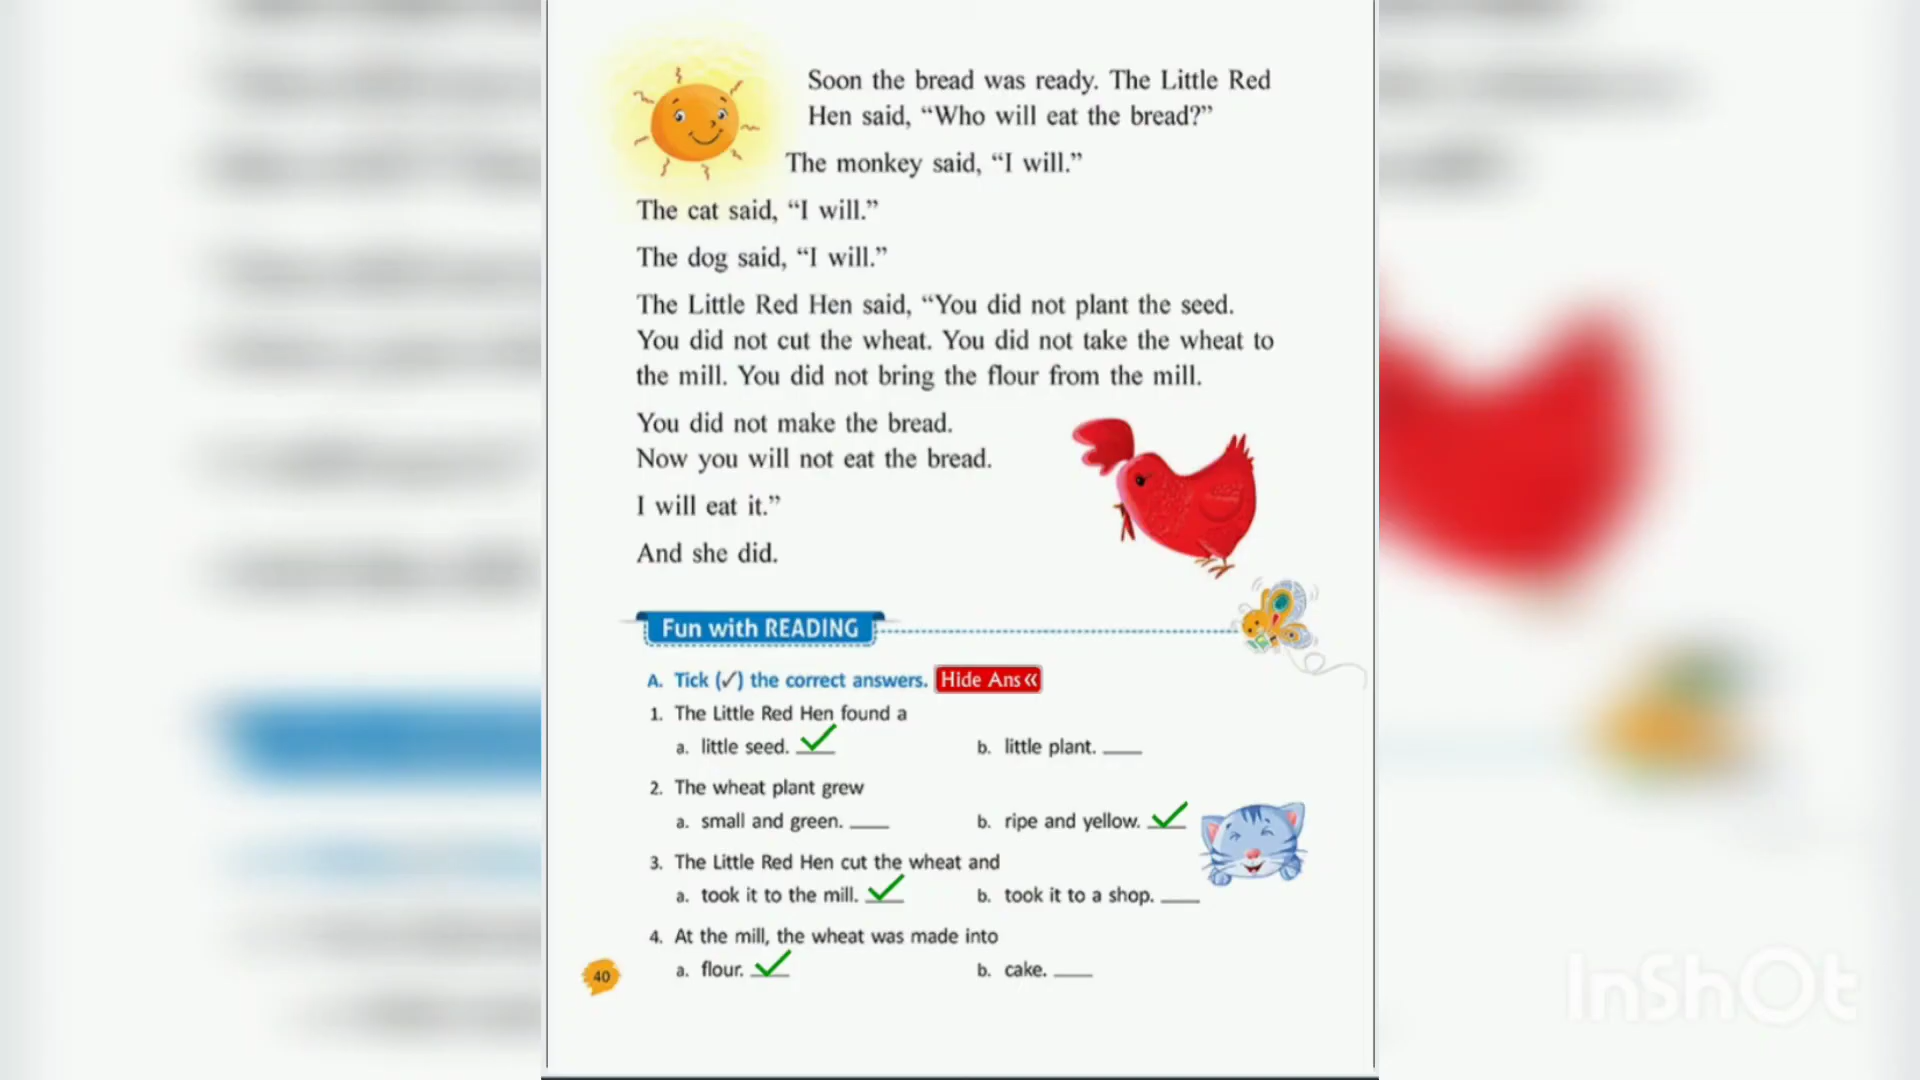 Soon the bread was ready. The Little Red
Hen said, “Who will eat the bread?”
The monkey said, “I will.”
The cat said, “I will.”
The dog said, “I will.”
The Little Red Hen said, “You did not plant the seed.
You did not cut the wheat. You did not take the wheat to
the mill. You did not bring the flour from the mill.
You did not make the bread.
Now you will not eat the bread.
I will eat it.”
And she did.
Fun with READING
A. Tick (✓) the correct answers. Hide Ans «
1. The Little Red Hen found a
a. little seed. ✓ b. little plant. ___
2. The wheat plant grew
a. small and green. ___ b. ripe and yellow. ✓
3. The Little Red Hen cut the wheat and
a. took it to the mill. ✓ b. took it to a shop. ___
4. At the mill, the wheat was made into
a. flour. ✓ b. cake. ___
40
InShOt